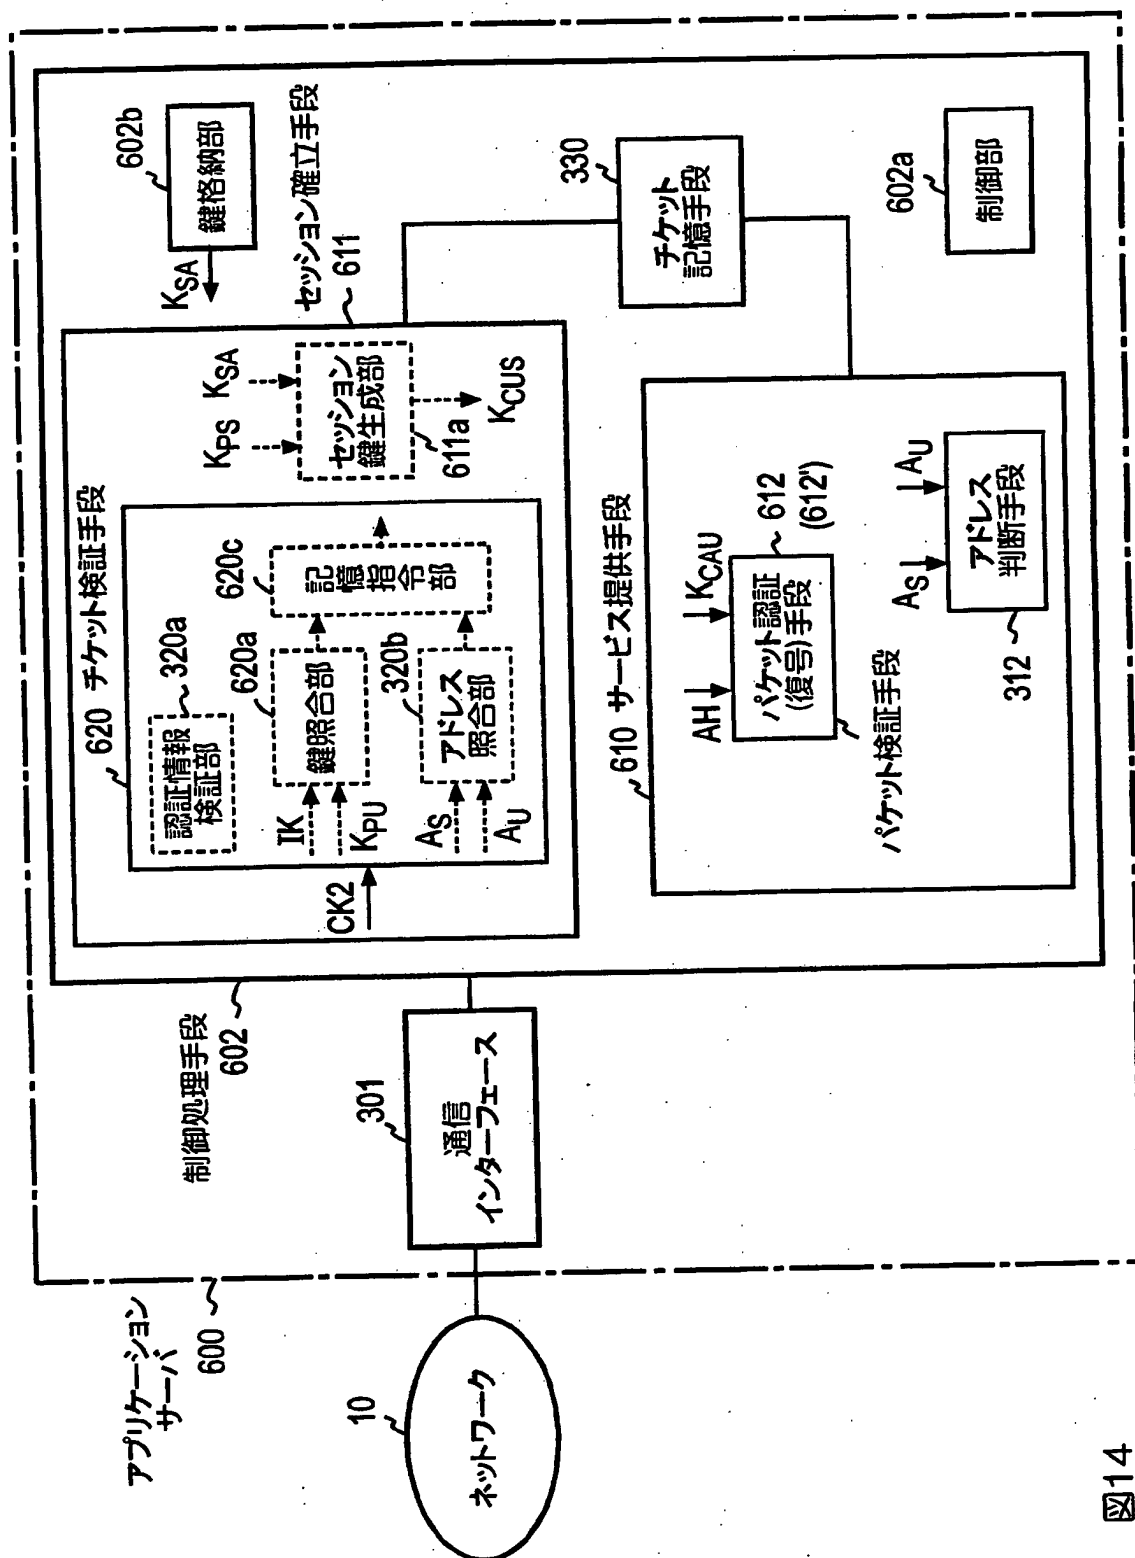 アプリケーション
サーバ
600
制御処理手段
602
620 チケット検証手段
認証情報
検証部
320a
620a
鍵照合部
IK
KPU
320b
アドレス
照合部
AS
AU
CK2
620c
記憶指令部
KPS
KSA
セッション
鍵生成部
611a
KCUS
セッション確立手段
611
602b
鍵格納部
KSA
10
ネットワーク
301
通信
インターフェース
330
チケット
記憶手段
610 サービス提供手段
AH
KCAU
612
(612')
パケット認証
(復号)手段
パケット検証手段
AS
AU
アドレス
判断手段
312
602a
制御部
図14